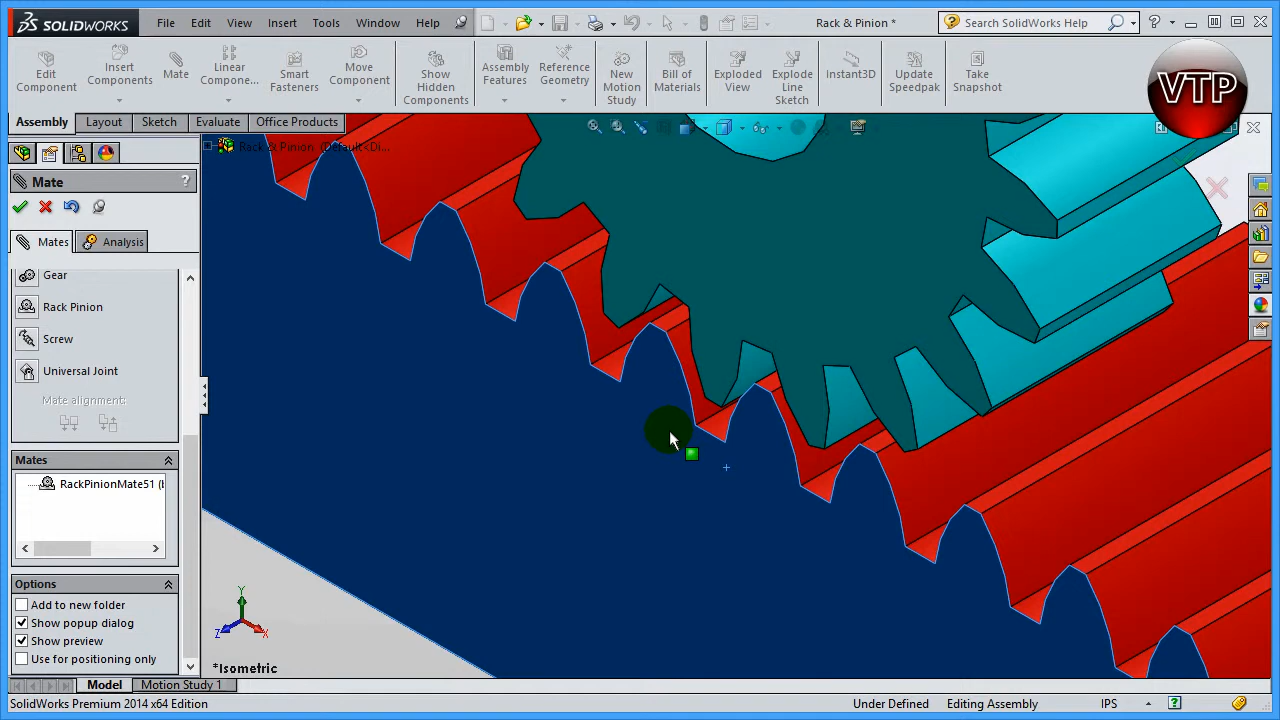 SOLIDWORKS File Edit View Insert Tools Window Help Rack & Pinion * Search SolidWorks Help
Edit Component
Insert Components
Mate
Linear Compone...
Smart Fasteners
Move Component
Show Hidden Components
Assembly Features
Reference Geometry
New Motion Study
Bill of Materials
Exploded View
Explode Line Sketch
Instant3D
Update Speedpak
Take Snapshot
VTP
Assembly Layout Sketch Evaluate Office Products
Rack & Pinion (Default<Di...
Mate ?
Mates Analysis
Gear
Rack Pinion
Screw
Universal Joint
Mate alignment:
Mates
RackPinionMate51 (
Options
Add to new folder
Show popup dialog
Show preview
Use for positioning only
Y
Z X
*Isometric
Model Motion Study 1
SolidWorks Premium 2014 x64 Edition Under Defined Editing Assembly IPS ?